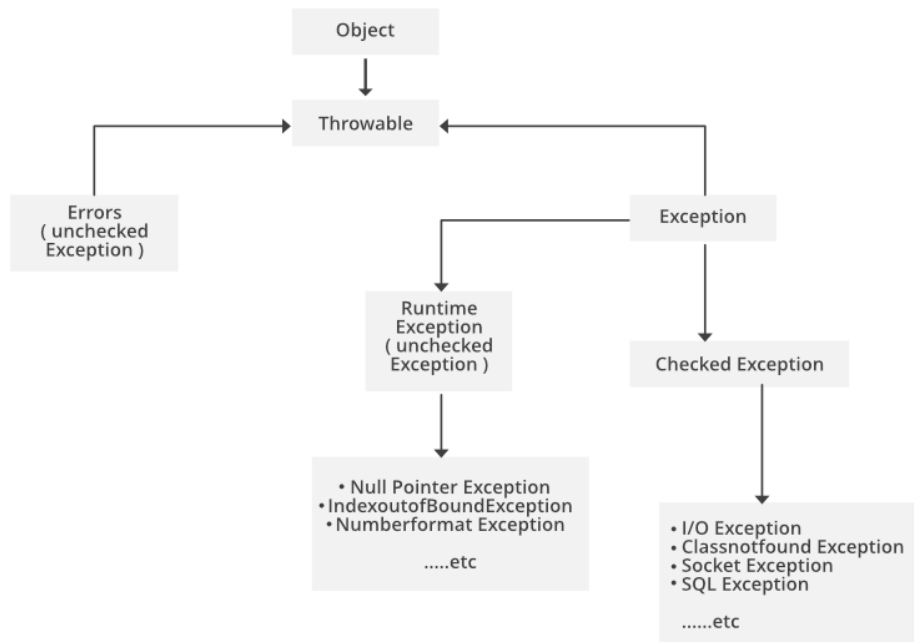 Object
Throwable
Errors
( unchecked
Exception )
Exception
Runtime
Exception
( unchecked
Exception )
Checked Exception
• Null Pointer Exception
• IndexoutofBoundException
• Numberformat Exception
.....etc
• I/O Exception
• Classnotfound Exception
• Socket Exception
• SQL Exception
......etc